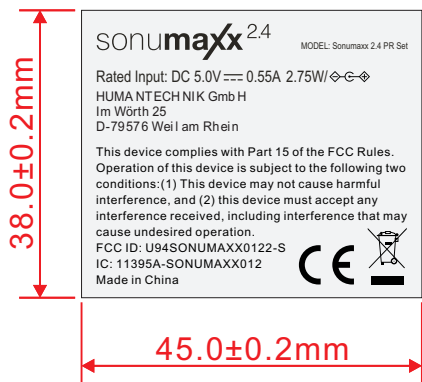 sonumaxx 2.4
MODEL: Sonumaxx 2.4 PR Set
Rated Input: DC 5.0V 0.55A 2.75W/
HUMANTECHNIK GmbH
Im Wörth 25
D-79576 Weil am Rhein
This device complies with Part 15 of the FCC Rules.
Operation of this device is subject to the following two
conditions:(1) This device may not cause harmful
interference, and (2) this device must accept any
interference received, including interference that may
cause undesired operation.
FCC ID: U94SONUMAXX0122-S
IC: 11395A-SONUMAXX012
Made in China
CE
38.0±0.2mm
45.0±0.2mm